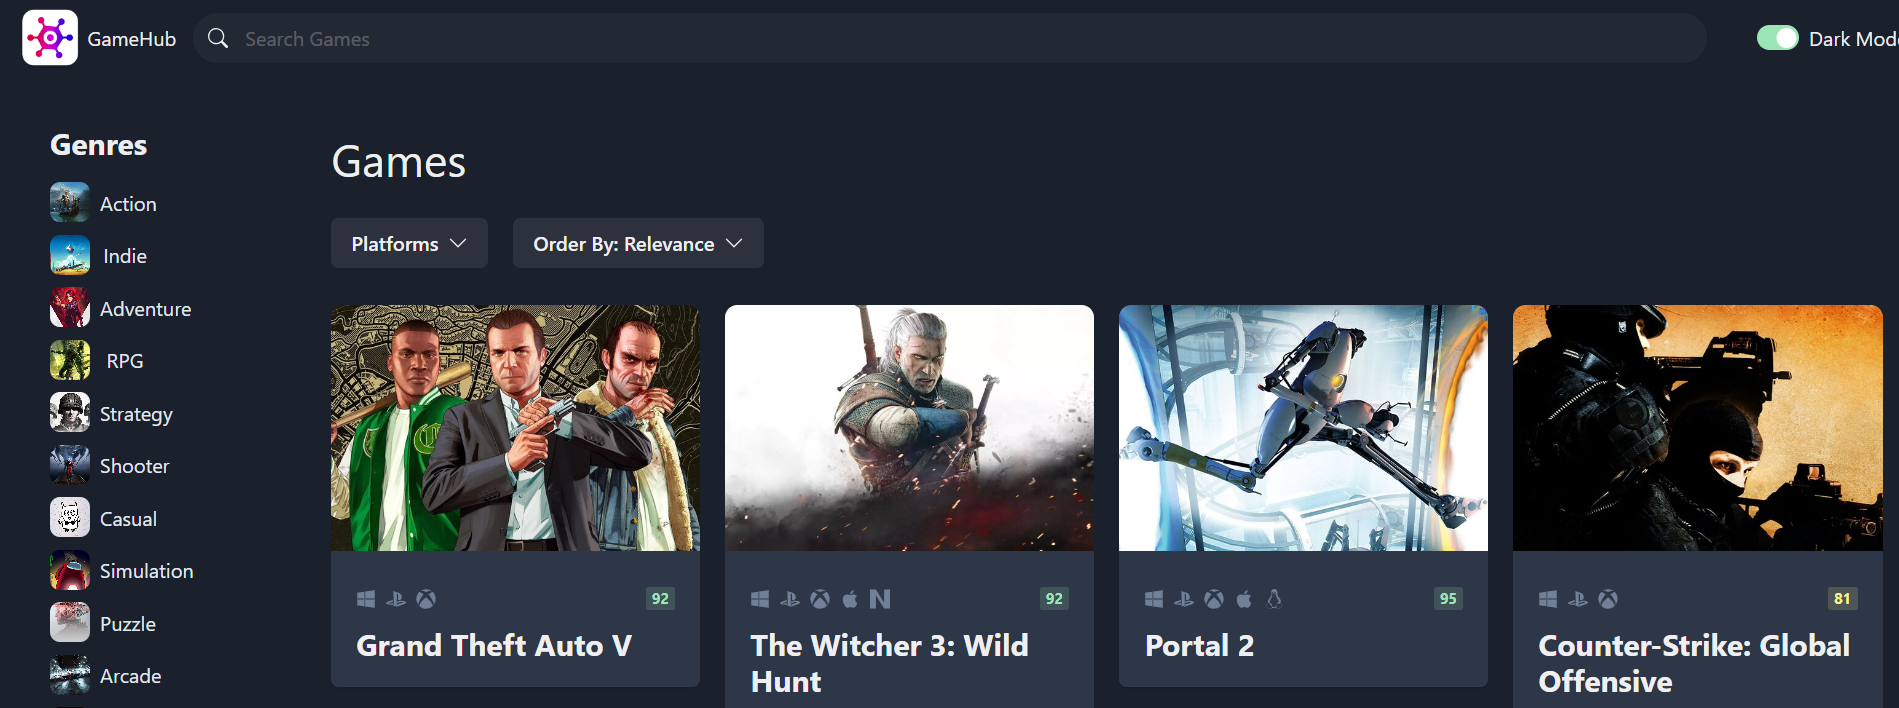 GameHub
Search Games
Dark Mod
Genres
Action
Indie
Adventure
RPG
Strategy
Shooter
Casual
Simulation
Puzzle
Arcade
Games
Platforms
Order By: Relevance
92
Grand Theft Auto V
92
The Witcher 3: Wild
Hunt
95
Portal 2
81
Counter-Strike: Global
Offensive